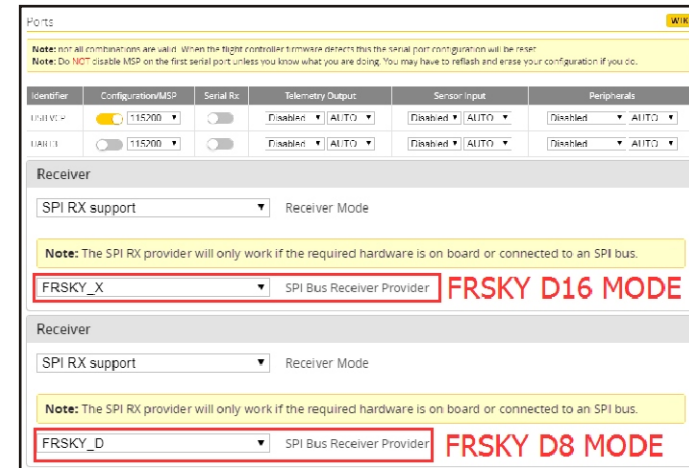 Ports WIK
Note: not all combinations are valid. When the flight controller firmware detects this the serial port configuration will be reset.
Note: Do NOT disable MSP on the first serial port unless you know what you are doing. You may have to reflash and erase your configuration if you do.
Identifier Configuration/MSP Serial Rx Telemetry Output Sensor Input Peripherals
USB VCP 115200 Disabled AUTO Disabled AUTO Disabled AUTO
115200 Disabled AUTO Disabled AUTO Disabled AUTO
Receiver
SPI RX support Receiver Mode
Note: The SPI RX provider will only work if the required hardware is on board or connected to an SPI bus.
FRSKY_X SPI Bus Receiver Provider FRSKY D16 MODE
Receiver
SPI RX support Receiver Mode
Note: The SPI RX provider will only work if the required hardware is on board or connected to an SPI bus.
FRSKY_D SPI Bus Receiver Provider FRSKY D8 MODE